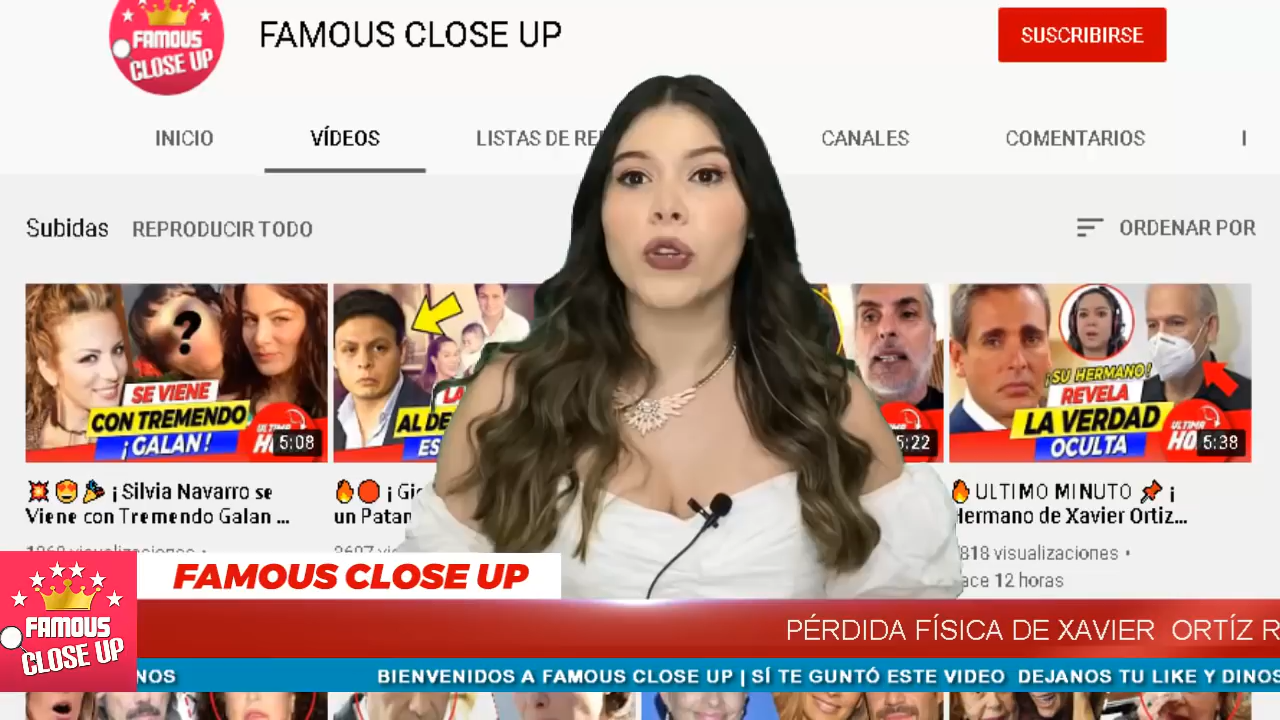 FAMOUS
CLOSE UP
FAMOUS CLOSE UP
SUSCRIBIRSE
INICIO
VÍDEOS
LISTAS DE RE
CANALES
COMENTARIOS
Subidas
REPRODUCIR TODO
ORDENAR POR
SE VIENE
CON TREMENDO
¡GALAN!
5:08
AL DE
ES
5:22
¡SU HERMANO!
REVELA
LA VERDAD
OCULTA
5:38
¡Silvia Navarro se
Viene con Tremendo Galan ...
un Patan
ULTIMO MINUTO ¡
Hermano de Xavier Ortiz...
818 visualizaciones •
ace 12 horas
FAMOUS CLOSE UP
FAMOUS
CLOSE UP
PÉRDIDA FÍSICA DE XAVIER ORTÍZ R
NOS
BIENVENIDOS A FAMOUS CLOSE UP | SÍ TE GUNTÓ ESTE VIDEO DEJANOS TU LIKE Y DINOS